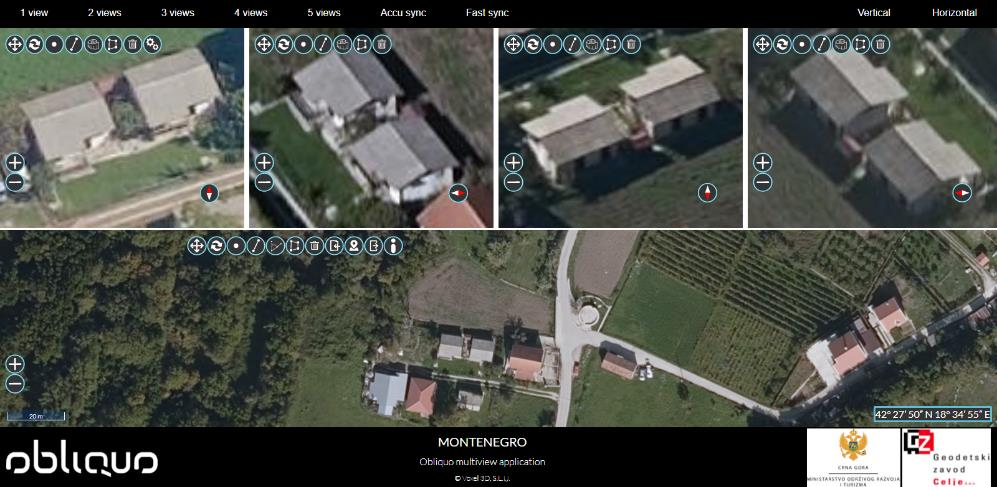 1 view 2 views 3 views 4 views 5 views Accu sync Fast sync Vertical Horizontal
20 m
42° 27' 50" N 18° 34' 55" E
obliquo
MONTENEGRO
Obliquo multiview application
© Voxel 3D, S.L.U.
CRNA GORA
MINISTARSTVO ODRŽIVOG RAZVOJA
I TURIZMA
GZ
Geodetski
zavod
Celje d.o.o.